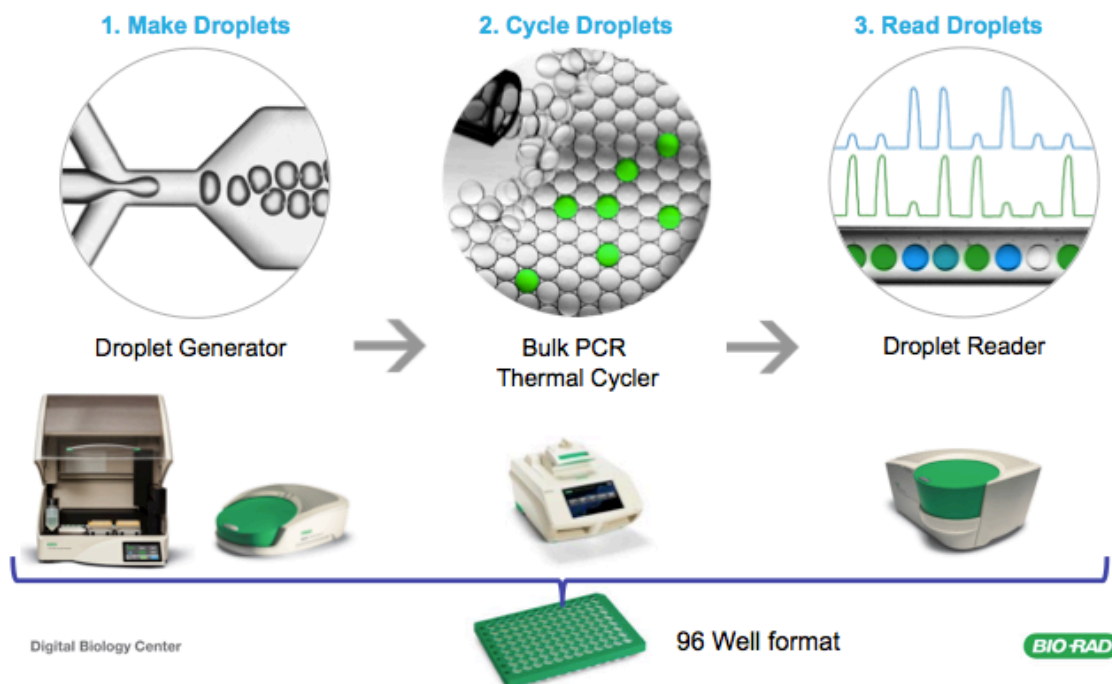 1. Make Droplets
2. Cycle Droplets
3. Read Droplets
Droplet Generator
Bulk PCR
Thermal Cycler
Droplet Reader
96 Well format
Digital Biology Center
BIO-RAD